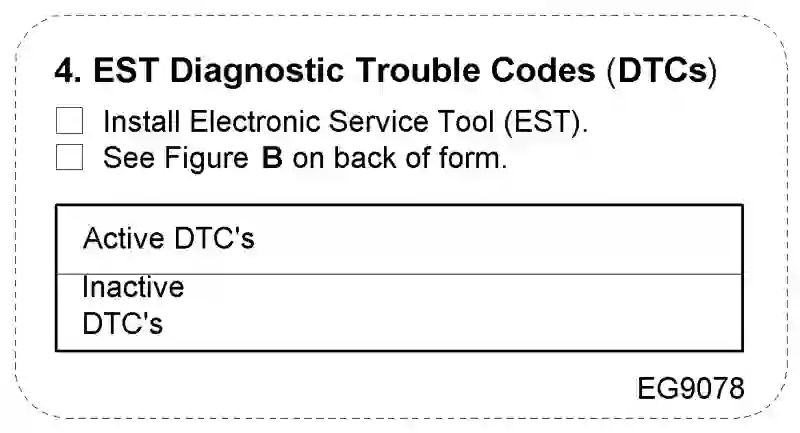 4. EST Diagnostic Trouble Codes (DTCs)
Install Electronic Service Tool (EST).
See Figure B on back of form.
Active DTC's
Inactive
DTC's
EG9078